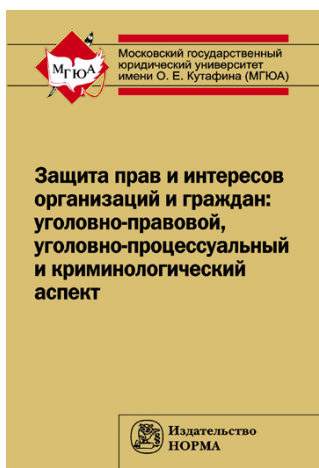 МГЮА
Московский государственный
юридический университет
имени О. Е. Кутафина (МГЮА)
Защита прав и интересов
организаций и граждан:
уголовно-правовой,
уголовно-процессуальный
и криминологический
аспект
Издательство
НОРМА